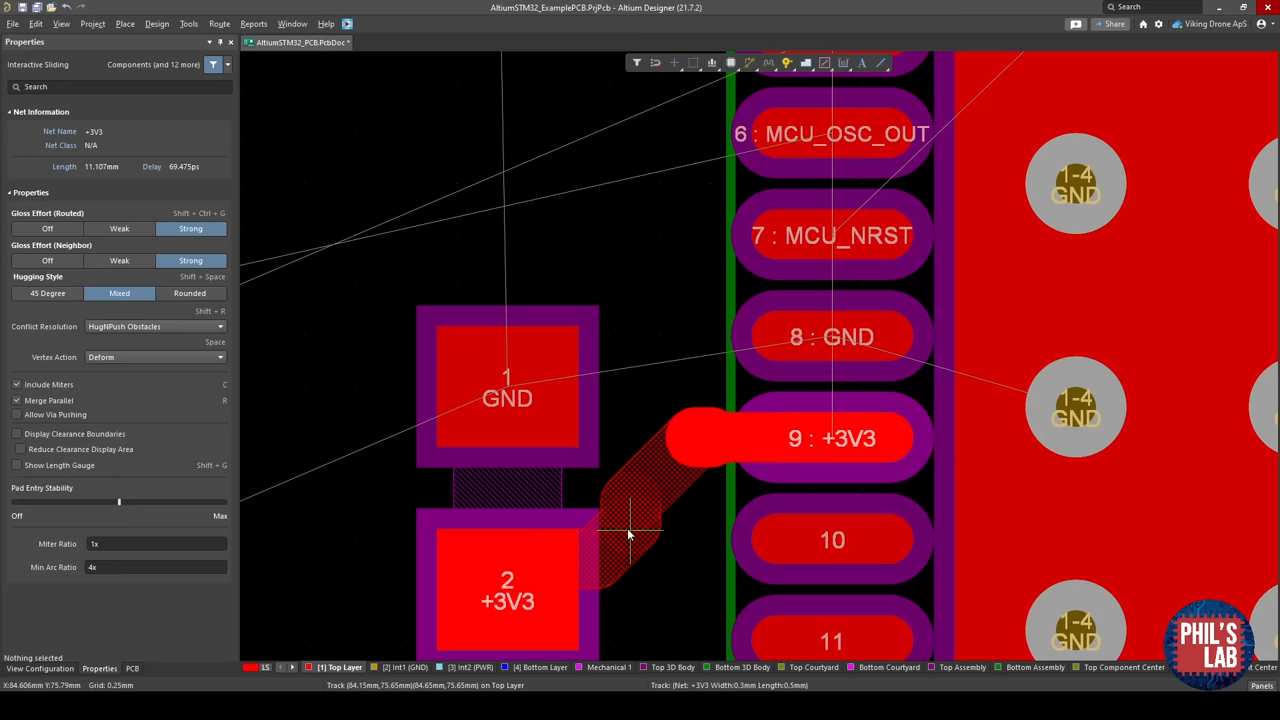 AltiumSTM32_ExamplePCB.PrjPcb - Altium Designer (21.7.2)
Search
File Edit View Project Place Design Tools Route Reports Window Help
Share
Viking Drone ApS
Properties
AltiumSTM32_PCB.PcbDoc *
Interactive Sliding Components (and 12 more)
Search
Net Information
Net Name +3V3
Net Class N/A
Length 11.107mm Delay 69.475ps
Properties
Gloss Effort (Routed) Shift + Ctrl + G
Off Weak Strong
Gloss Effort (Neighbor)
Off Weak Strong
Hugging Style Shift + Space
45 Degree Mixed Rounded
Shift + R
Conflict Resolution HugNPush Obstacles
Space
Vertex Action Deform
Include Miters C
Merge Parallel R
Allow Via Pushing
Display Clearance Boundaries
Reduce Clearance Display Area
Show Length Gauge Shift + G
Pad Entry Stability
Off Max
Miter Ratio 1x
Min Arc Ratio 4x
6 : MCU_OSC_OUT
7 : MCU_NRST
8 : GND
9 : +3V3
10
11
1
GND
2
+3V3
1-4
GND
1-4
GND
1-4
GND
PHIL'S
LAB
Nothing selected
View Configuration Properties PCB
LS [1] Top Layer [2] Int1 (GND) [3] Int2 (PWR) [4] Bottom Layer Mechanical 1 Top 3D Body Bottom 3D Body Top Courtyard Bottom Courtyard Top Assembly Bottom Assembly Top Component Center
X:84.606mm Y:75.79mm Grid: 0.25mm Track (84.15mm,75.65mm)(84.65mm,75.65mm) on Top Layer Track: (Net: +3V3 Width:0.3mm Length:0.5mm) Panels